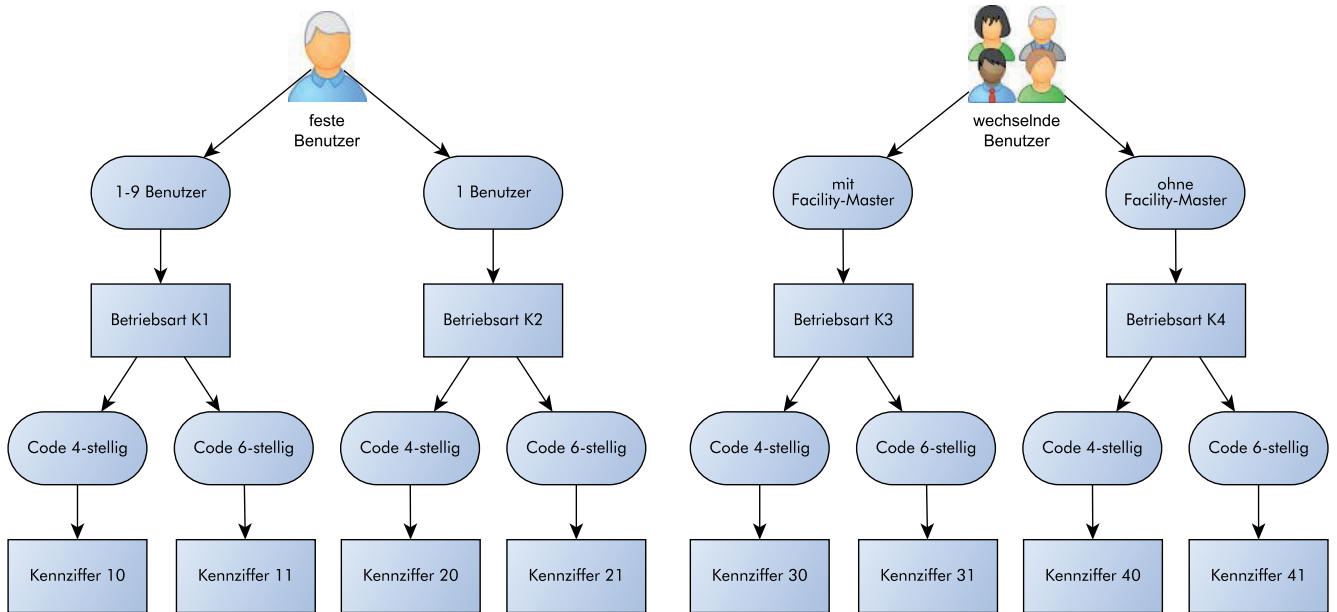 feste
Benutzer
wechselnde
Benutzer
1-9 Benutzer
1 Benutzer
mit
Facility-Master
ohne
Facility-Master
Betriebsart K1
Betriebsart K2
Betriebsart K3
Betriebsart K4
Code 4-stellig
Code 6-stellig
Code 4-stellig
Code 6-stellig
Code 4-stellig
Code 6-stellig
Code 4-stellig
Code 6-stellig
Kennziffer 10
Kennziffer 11
Kennziffer 20
Kennziffer 21
Kennziffer 30
Kennziffer 31
Kennziffer 40
Kennziffer 41